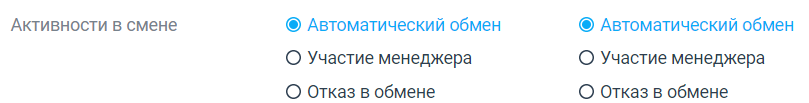 Активности в смене Автоматический обмен Автоматический обмен
Участие менеджера Участие менеджера
Отказ в обмене Отказ в обмене